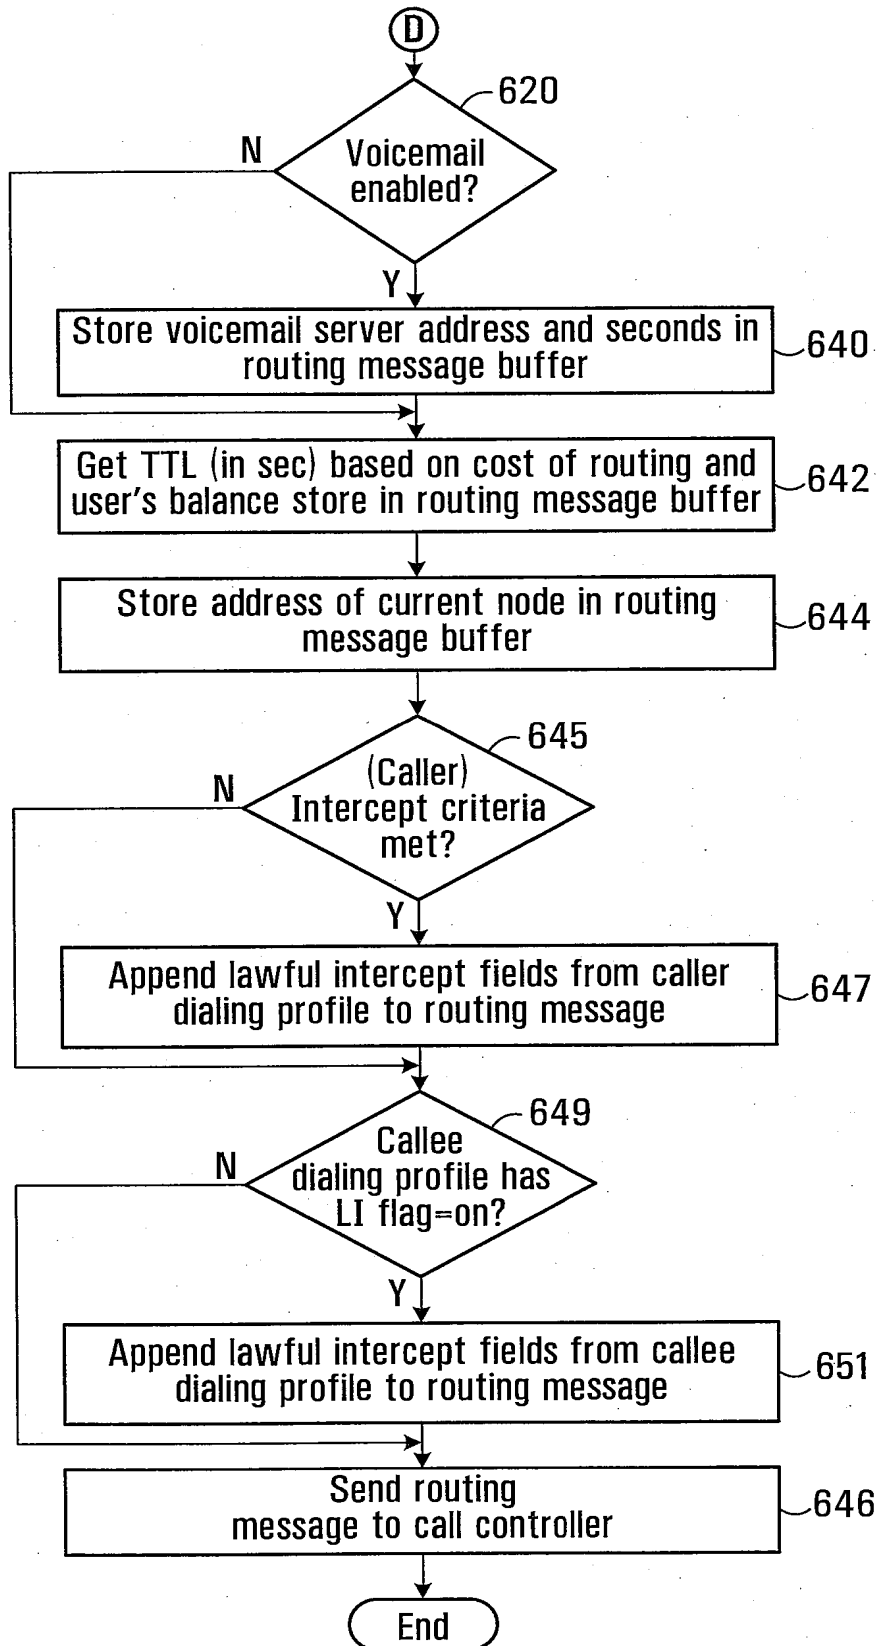 D
620
Voicemail
enabled?
N
Y
Store voicemail server address and seconds in
routing message buffer
640
Get TTL (in sec) based on cost of routing and
user's balance store in routing message buffer
642
Store address of current node in routing
message buffer
644
645
(Caller)
Intercept criteria
met?
N
Y
Append lawful intercept fields from caller
dialing profile to routing message
647
649
Callee
dialing profile has
LI flag=on?
N
Y
Append lawful intercept fields from callee
dialing profile to routing message
651
Send routing
message to call controller
646
End